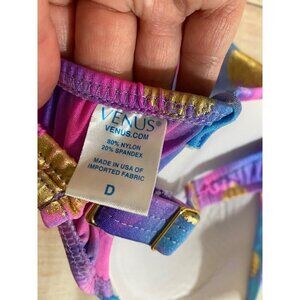 VENUS®
VENUS.COM
80% NYLON
20% SPANDEX
MADE IN USA OF
IMPORTED FABRIC
D